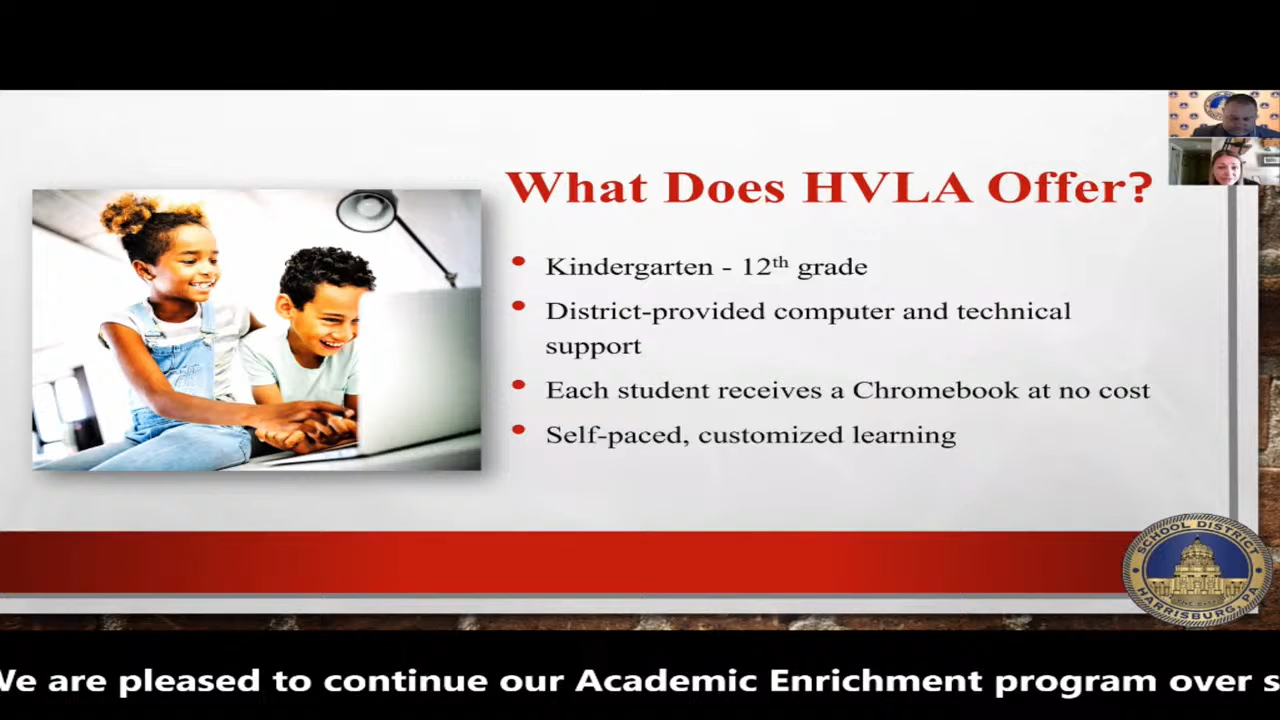 What Does HVLA Offer?
• Kindergarten - 12th grade
• District-provided computer and technical
support
• Each student receives a Chromebook at no cost
• Self-paced, customized learning
SCHOOL DISTRICT
HARRISBURG, PA
We are pleased to continue our Academic Enrichment program over s